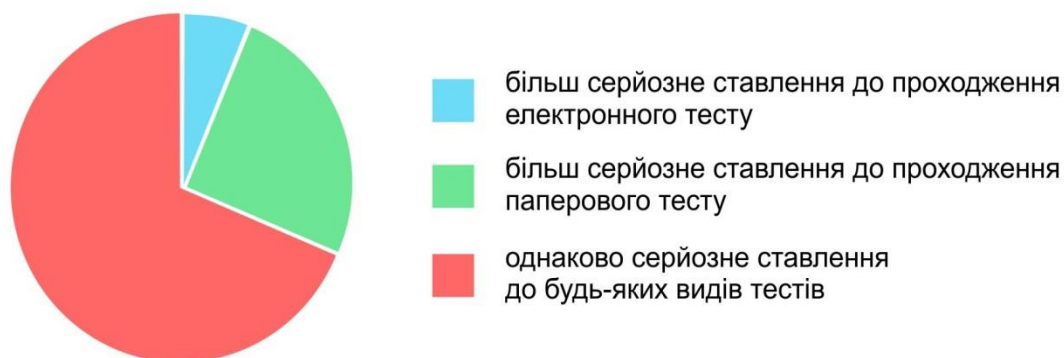 більш серйозне ставлення до проходження
електронного тесту
більш серйозне ставлення до проходження
паперового тесту
однаково серйозне ставлення
до будь-яких видів тестів